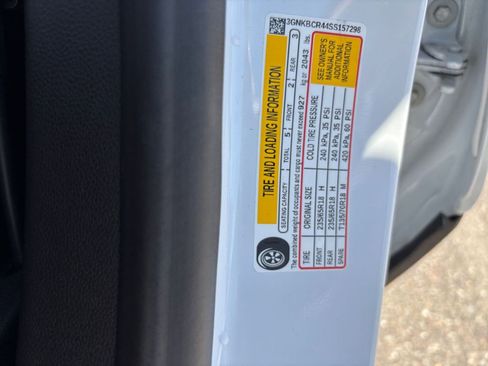 3GNKBCR44SS157298
TIRE AND LOADING INFORMATION
SEATING CAPACITY TOTAL 5 FRONT 2 REAR 3
The combined weight of occupants and cargo must never exceed 927 kg or 2043 lbs.
TIRE ORIGINAL SIZE COLD TIRE PRESSURE
FRONT 235/65R18 H 240 kPa, 35 PSI
REAR 235/65R18 H 240 kPa, 35 PSI
SPARE T135/70R18 M 420 kPa, 60 PSI
SEE OWNER'S
MANUAL FOR
ADDITIONAL
INFORMATION